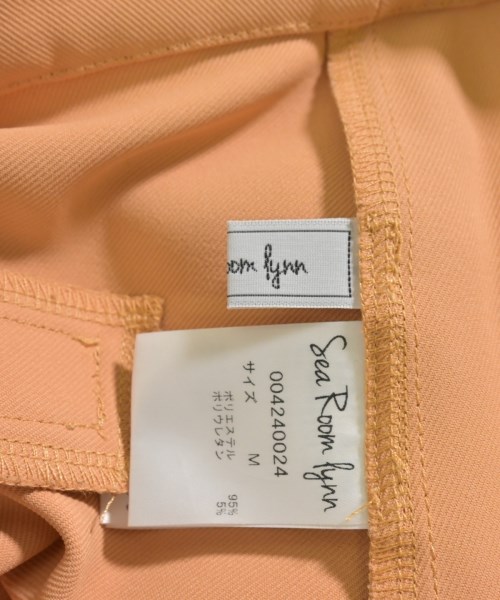 oom lynn
Sea Room lynn
004240024
サイズ M
ポリエステル 95%
ポリウレタン 5%